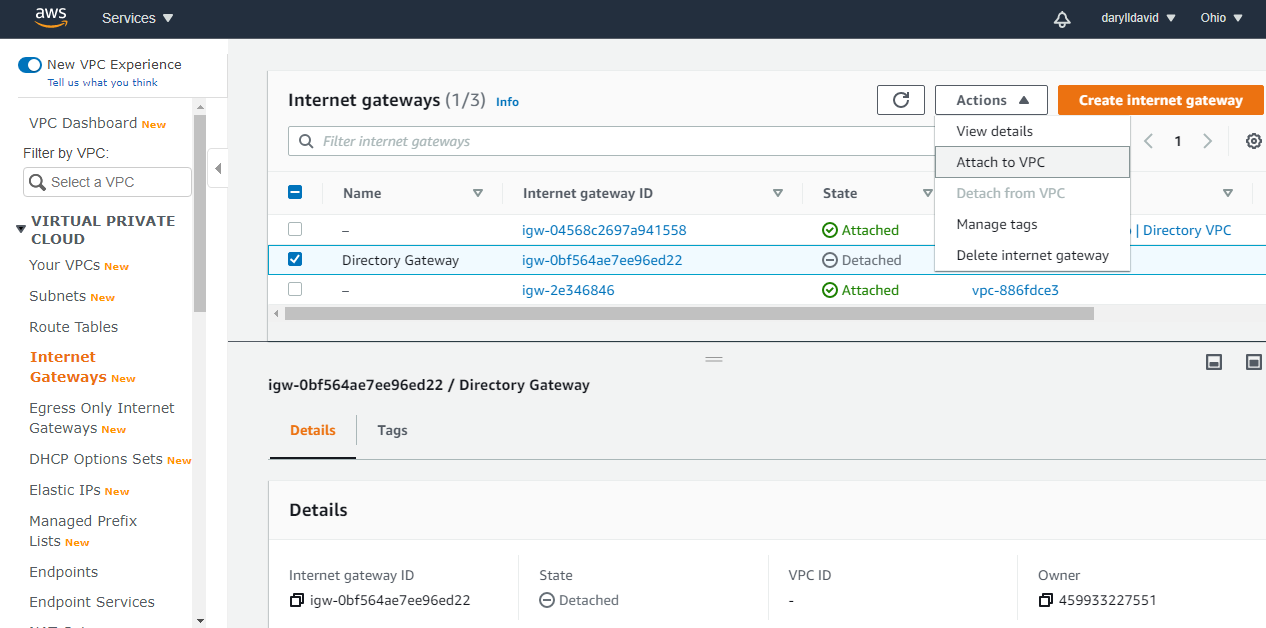 aws Services darylldavid Ohio
New VPC Experience
Tell us what you think
VPC Dashboard New
Filter by VPC:
Select a VPC
VIRTUAL PRIVATE
CLOUD
Your VPCs New
Subnets New
Route Tables
Internet
Gateways New
Egress Only Internet
Gateways New
DHCP Options Sets New
Elastic IPs New
Managed Prefix
Lists New
Endpoints
Endpoint Services
Internet gateways (1/3) Info
Actions
Create internet gateway
View details
Attach to VPC
Detach from VPC
Manage tags
Delete internet gateway
Filter internet gateways
1
Name Internet gateway ID State
– igw-04568c2697a941558 Attached | Directory VPC
Directory Gateway igw-0bf564ae7ee96ed22 Detached
– igw-2e346846 Attached vpc-886fdce3
igw-0bf564ae7ee96ed22 / Directory Gateway
Details Tags
Details
Internet gateway ID State VPC ID Owner
igw-0bf564ae7ee96ed22 Detached - 459933227551